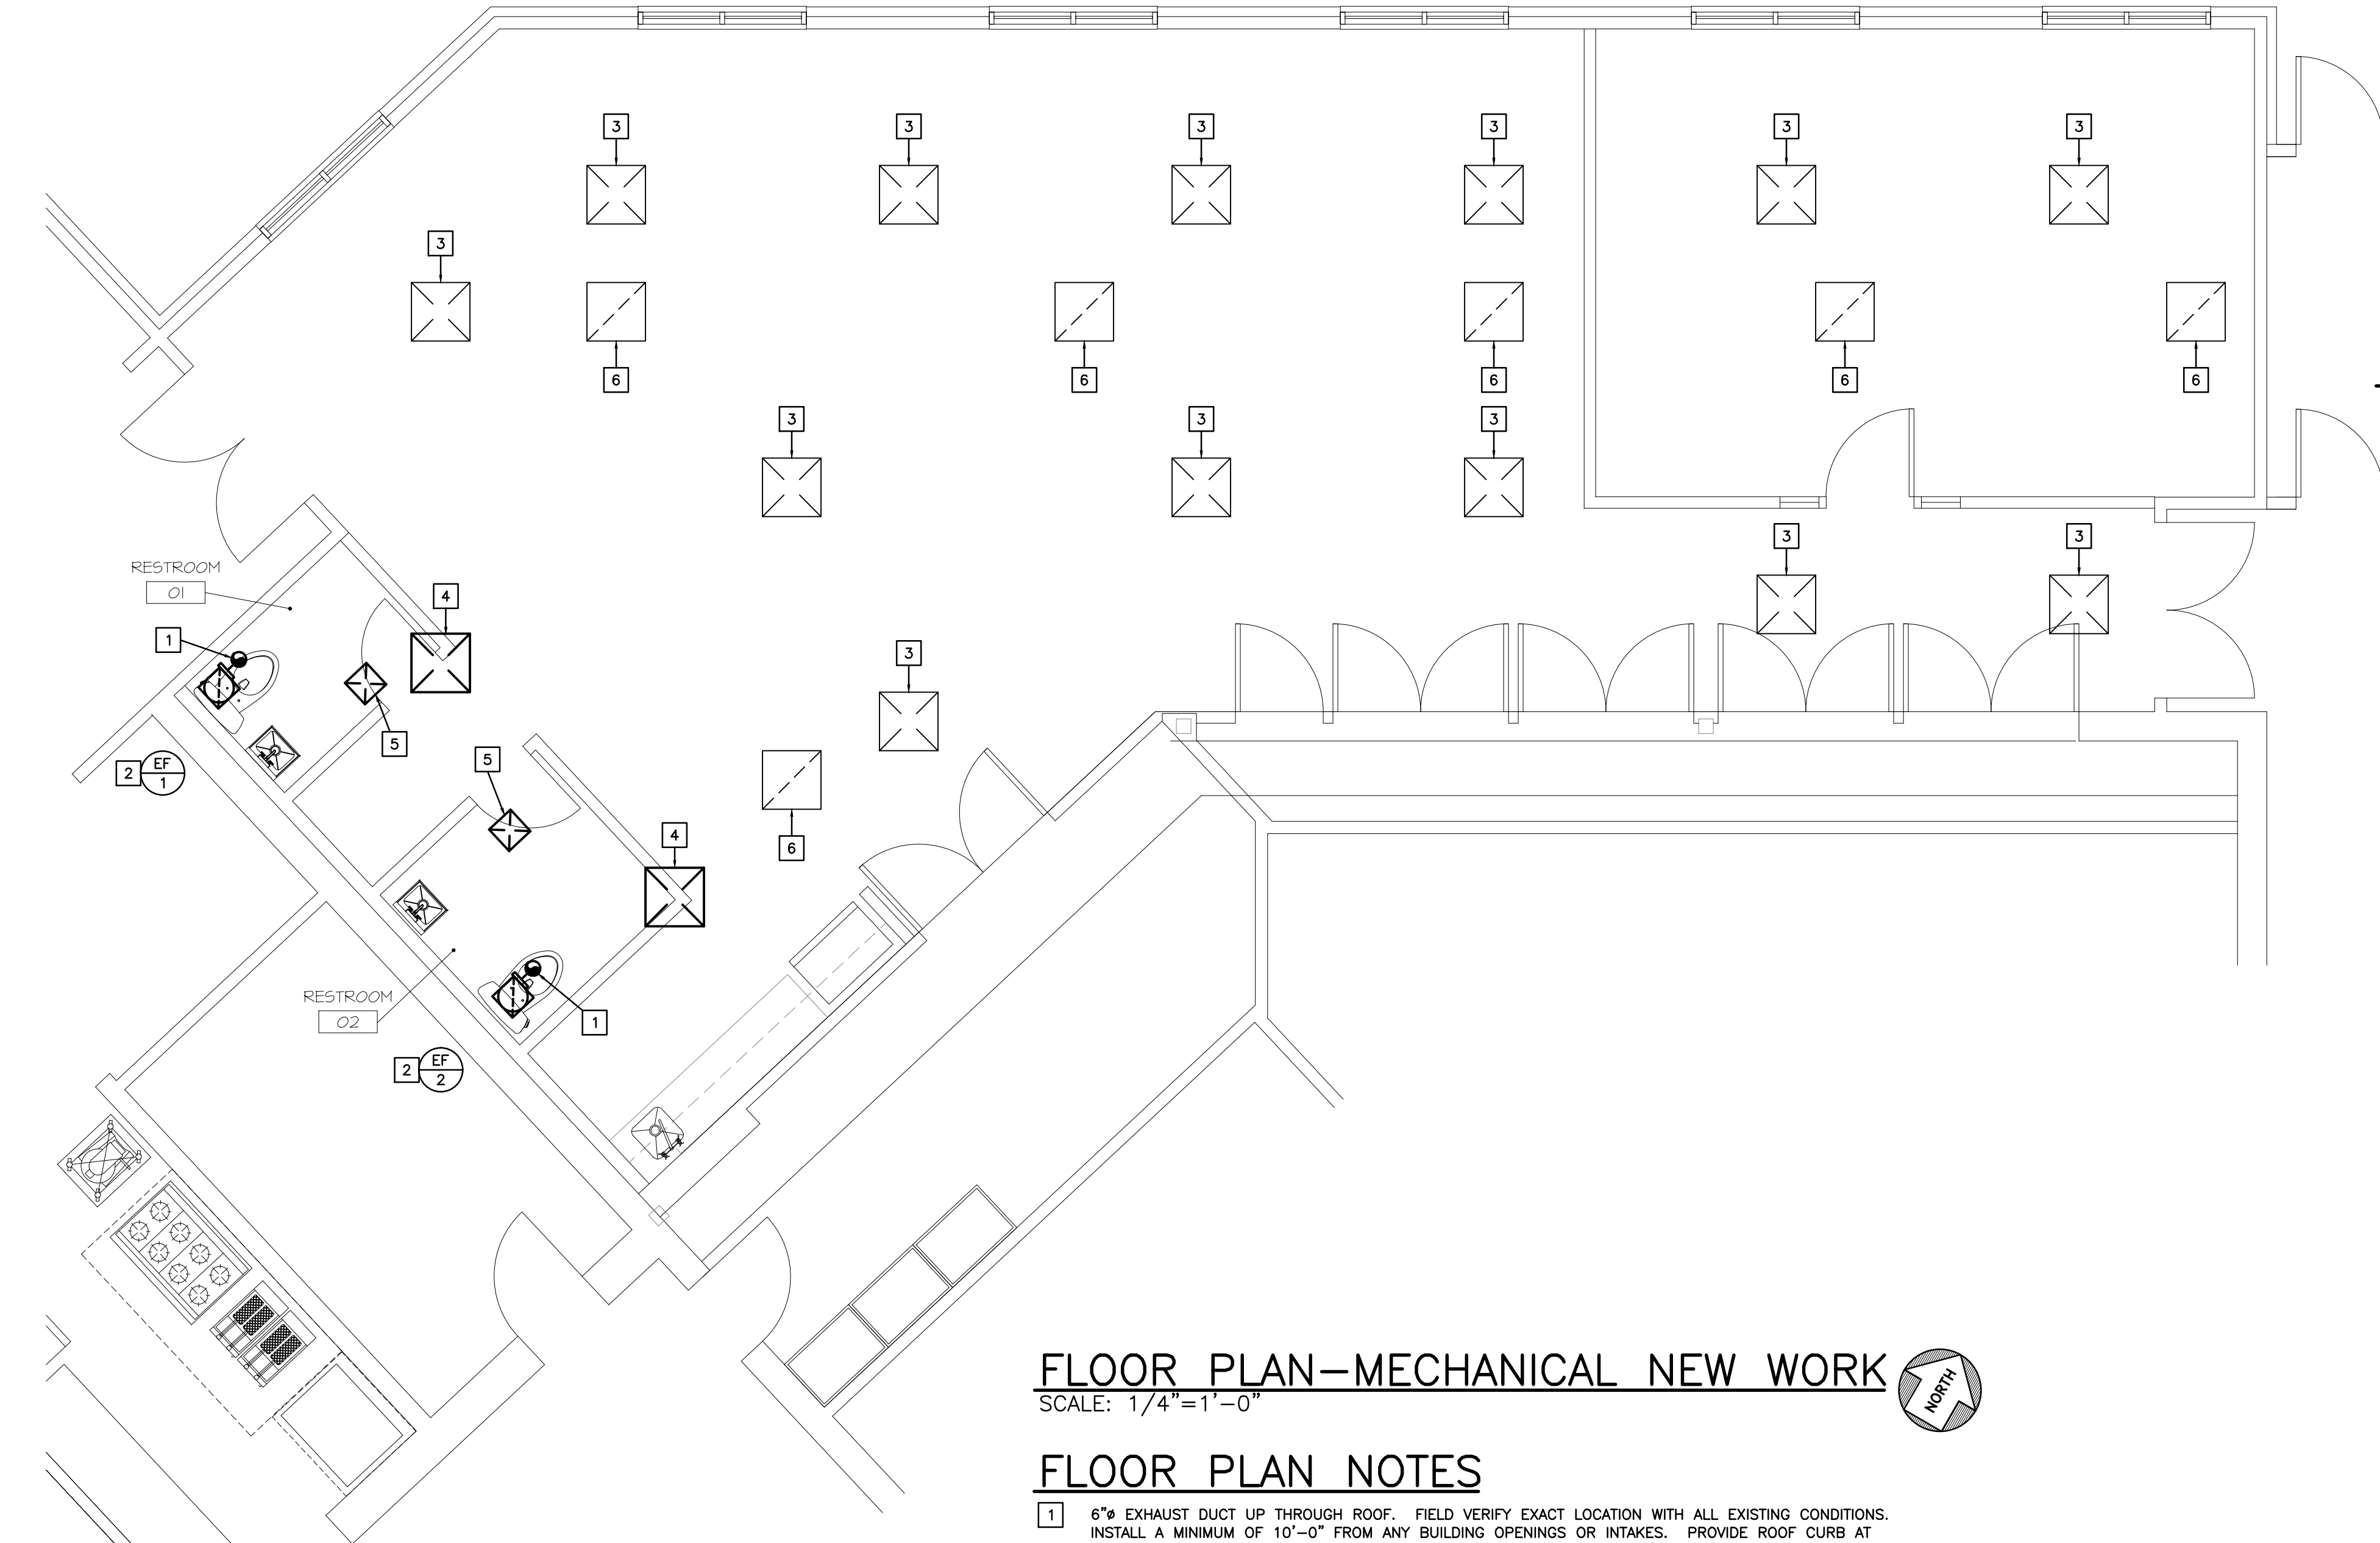 3 3 3 3 3 3
3
6 6 6 6 6
3 3 3
3 3
RESTROOM
01
4
1
3
5
5
2 EF
1
4
6
RESTROOM
02
1
2 EF
2
FLOOR PLAN–MECHANICAL NEW WORK
SCALE: 1/4"=1'–0"
NORTH
FLOOR PLAN NOTES
1 6"ø EXHAUST DUCT UP THROUGH ROOF. FIELD VERIFY EXACT LOCATION WITH ALL EXISTING CONDITIONS.
INSTALL A MINIMUM OF 10'–0" FROM ANY BUILDING OPENINGS OR INTAKES. PROVIDE ROOF CURB AT